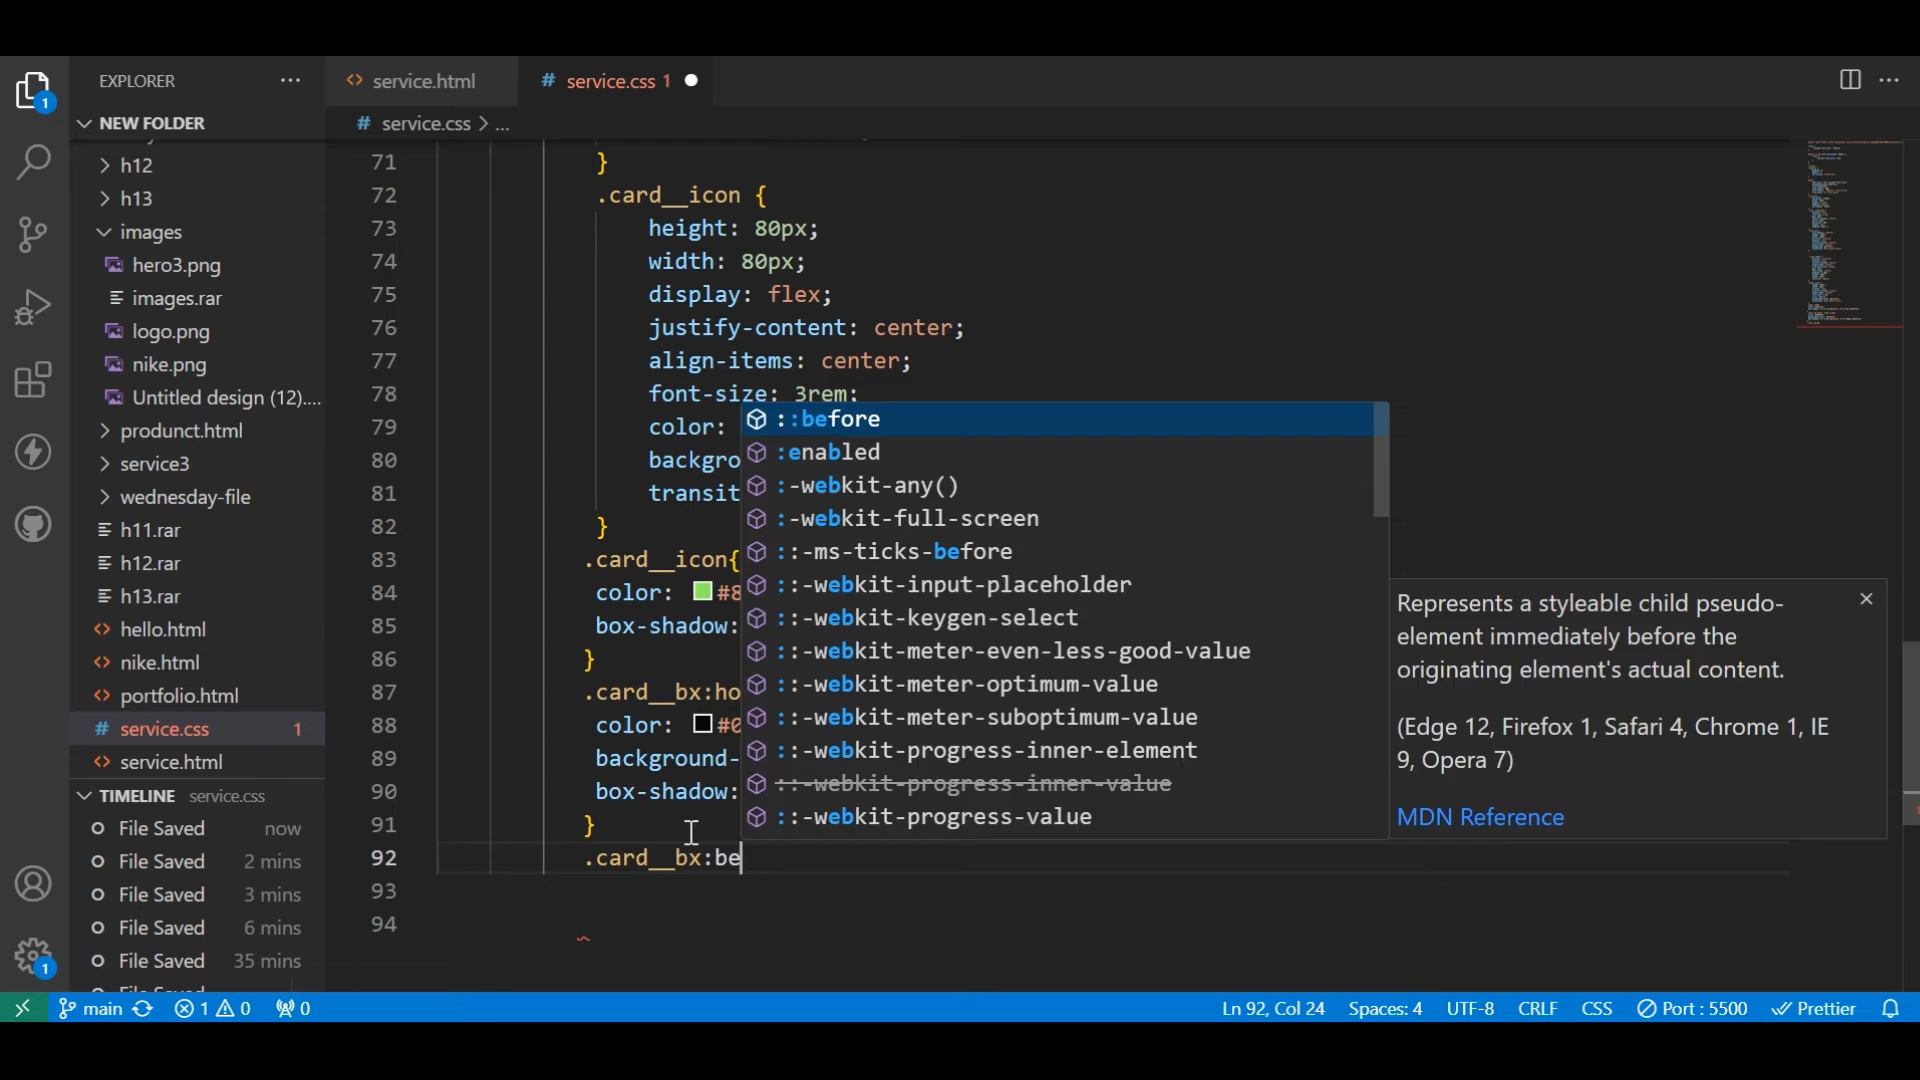 EXPLORER
service.html
# service.css 1
NEW FOLDER
# service.css > ...
h12
h13
images
hero3.png
images.rar
logo.png
nike.png
Untitled design (12)....
produnct.html
service3
wednesday-file
h11.rar
h12.rar
h13.rar
hello.html
nike.html
portfolio.html
# service.css 1
service.html
TIMELINE service.css
File Saved now
File Saved 2 mins
File Saved 3 mins
File Saved 6 mins
File Saved 35 mins
71 }
72 .card__icon {
73 height: 80px;
74 width: 80px;
75 display: flex;
76 justify-content: center;
77 align-items: center;
78 font-size: 3rem;
79 color:
80 backgro
81 transit
82 }
83 .card__icon{
84 color: #8
85 box-shadow:
86 }
87 .card__bx:ho
88 color: #0
89 background-
90 box-shadow:
91 }
92 .card__bx:be
93
94
::before
:enabled
:-webkit-any()
:-webkit-full-screen
::-ms-ticks-before
::-webkit-input-placeholder
::-webkit-keygen-select
::-webkit-meter-even-less-good-value
::-webkit-meter-optimum-value
::-webkit-meter-suboptimum-value
::-webkit-progress-inner-element
::-webkit-progress-inner-value
::-webkit-progress-value
Represents a styleable child pseudo-
element immediately before the
originating element's actual content.
(Edge 12, Firefox 1, Safari 4, Chrome 1, IE
9, Opera 7)
MDN Reference
1
1
main 1 0 0 Ln 92, Col 24 Spaces: 4 UTF-8 CRLF CSS Port : 5500 Prettier